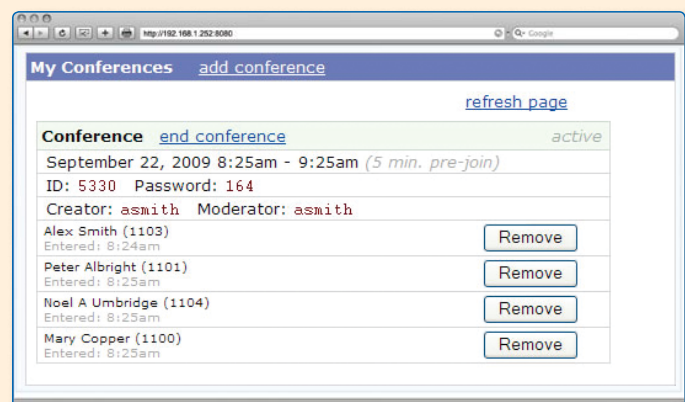 http://192.168.1.252:8080
Google
My Conferences add conference
refresh page
Conference end conference active
September 22, 2009 8:25am - 9:25am (5 min. pre-join)
ID: 5330 Password: 164
Creator: asmith Moderator: asmith
Alex Smith (1103)
Entered: 8:24am
Remove
Peter Albright (1101)
Entered: 8:25am
Remove
Noel A Umbridge (1104)
Entered: 8:25am
Remove
Mary Copper (1100)
Entered: 8:25am
Remove